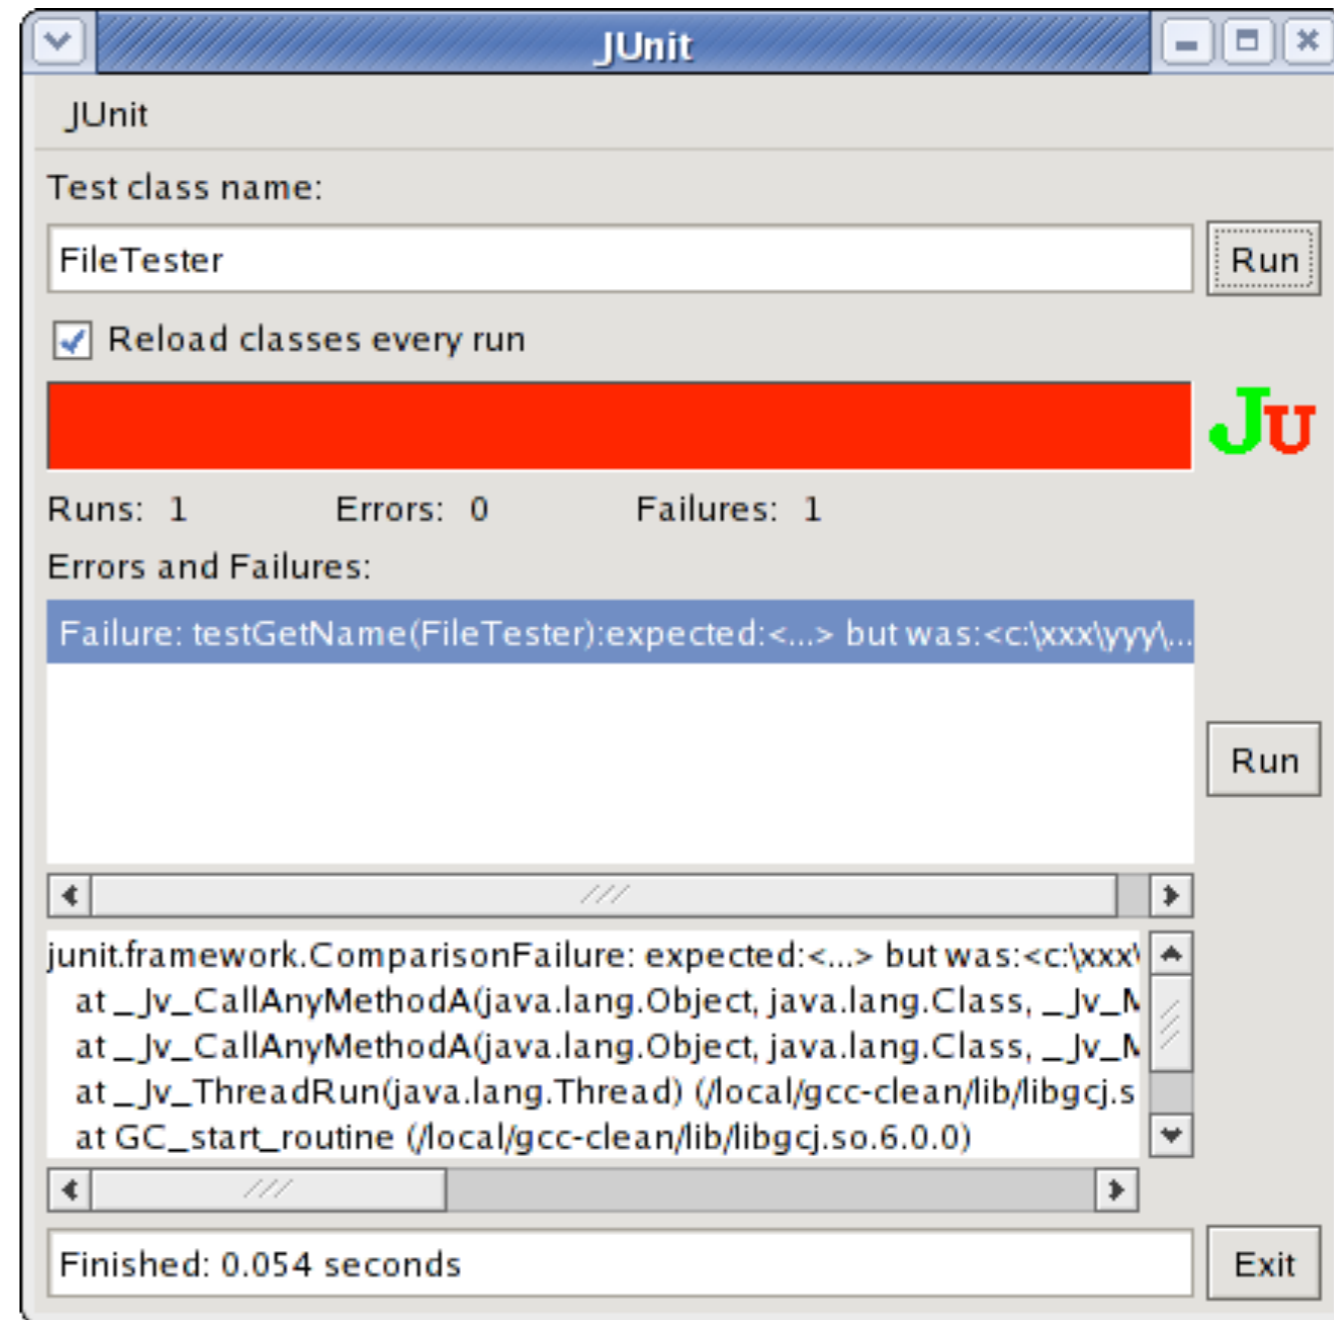 JUnit
JUnit
Test class name:
FileTester
Run
Reload classes every run
JU
Runs: 1 Errors: 0 Failures: 1
Errors and Failures:
Failure: testGetName(FileTester):expected:<...> but was:<c:\xxx\yyy\...
Run
junit.framework.ComparisonFailure: expected:<...> but was:<c:\xxx\
at _Jv_CallAnyMethodA(java.lang.Object, java.lang.Class, _Jv_M
at _Jv_CallAnyMethodA(java.lang.Object, java.lang.Class, _Jv_M
at _Jv_ThreadRun(java.lang.Thread) (/local/gcc-clean/lib/libgcj.s
at GC_start_routine (/local/gcc-clean/lib/libgcj.so.6.0.0)
Finished: 0.054 seconds
Exit